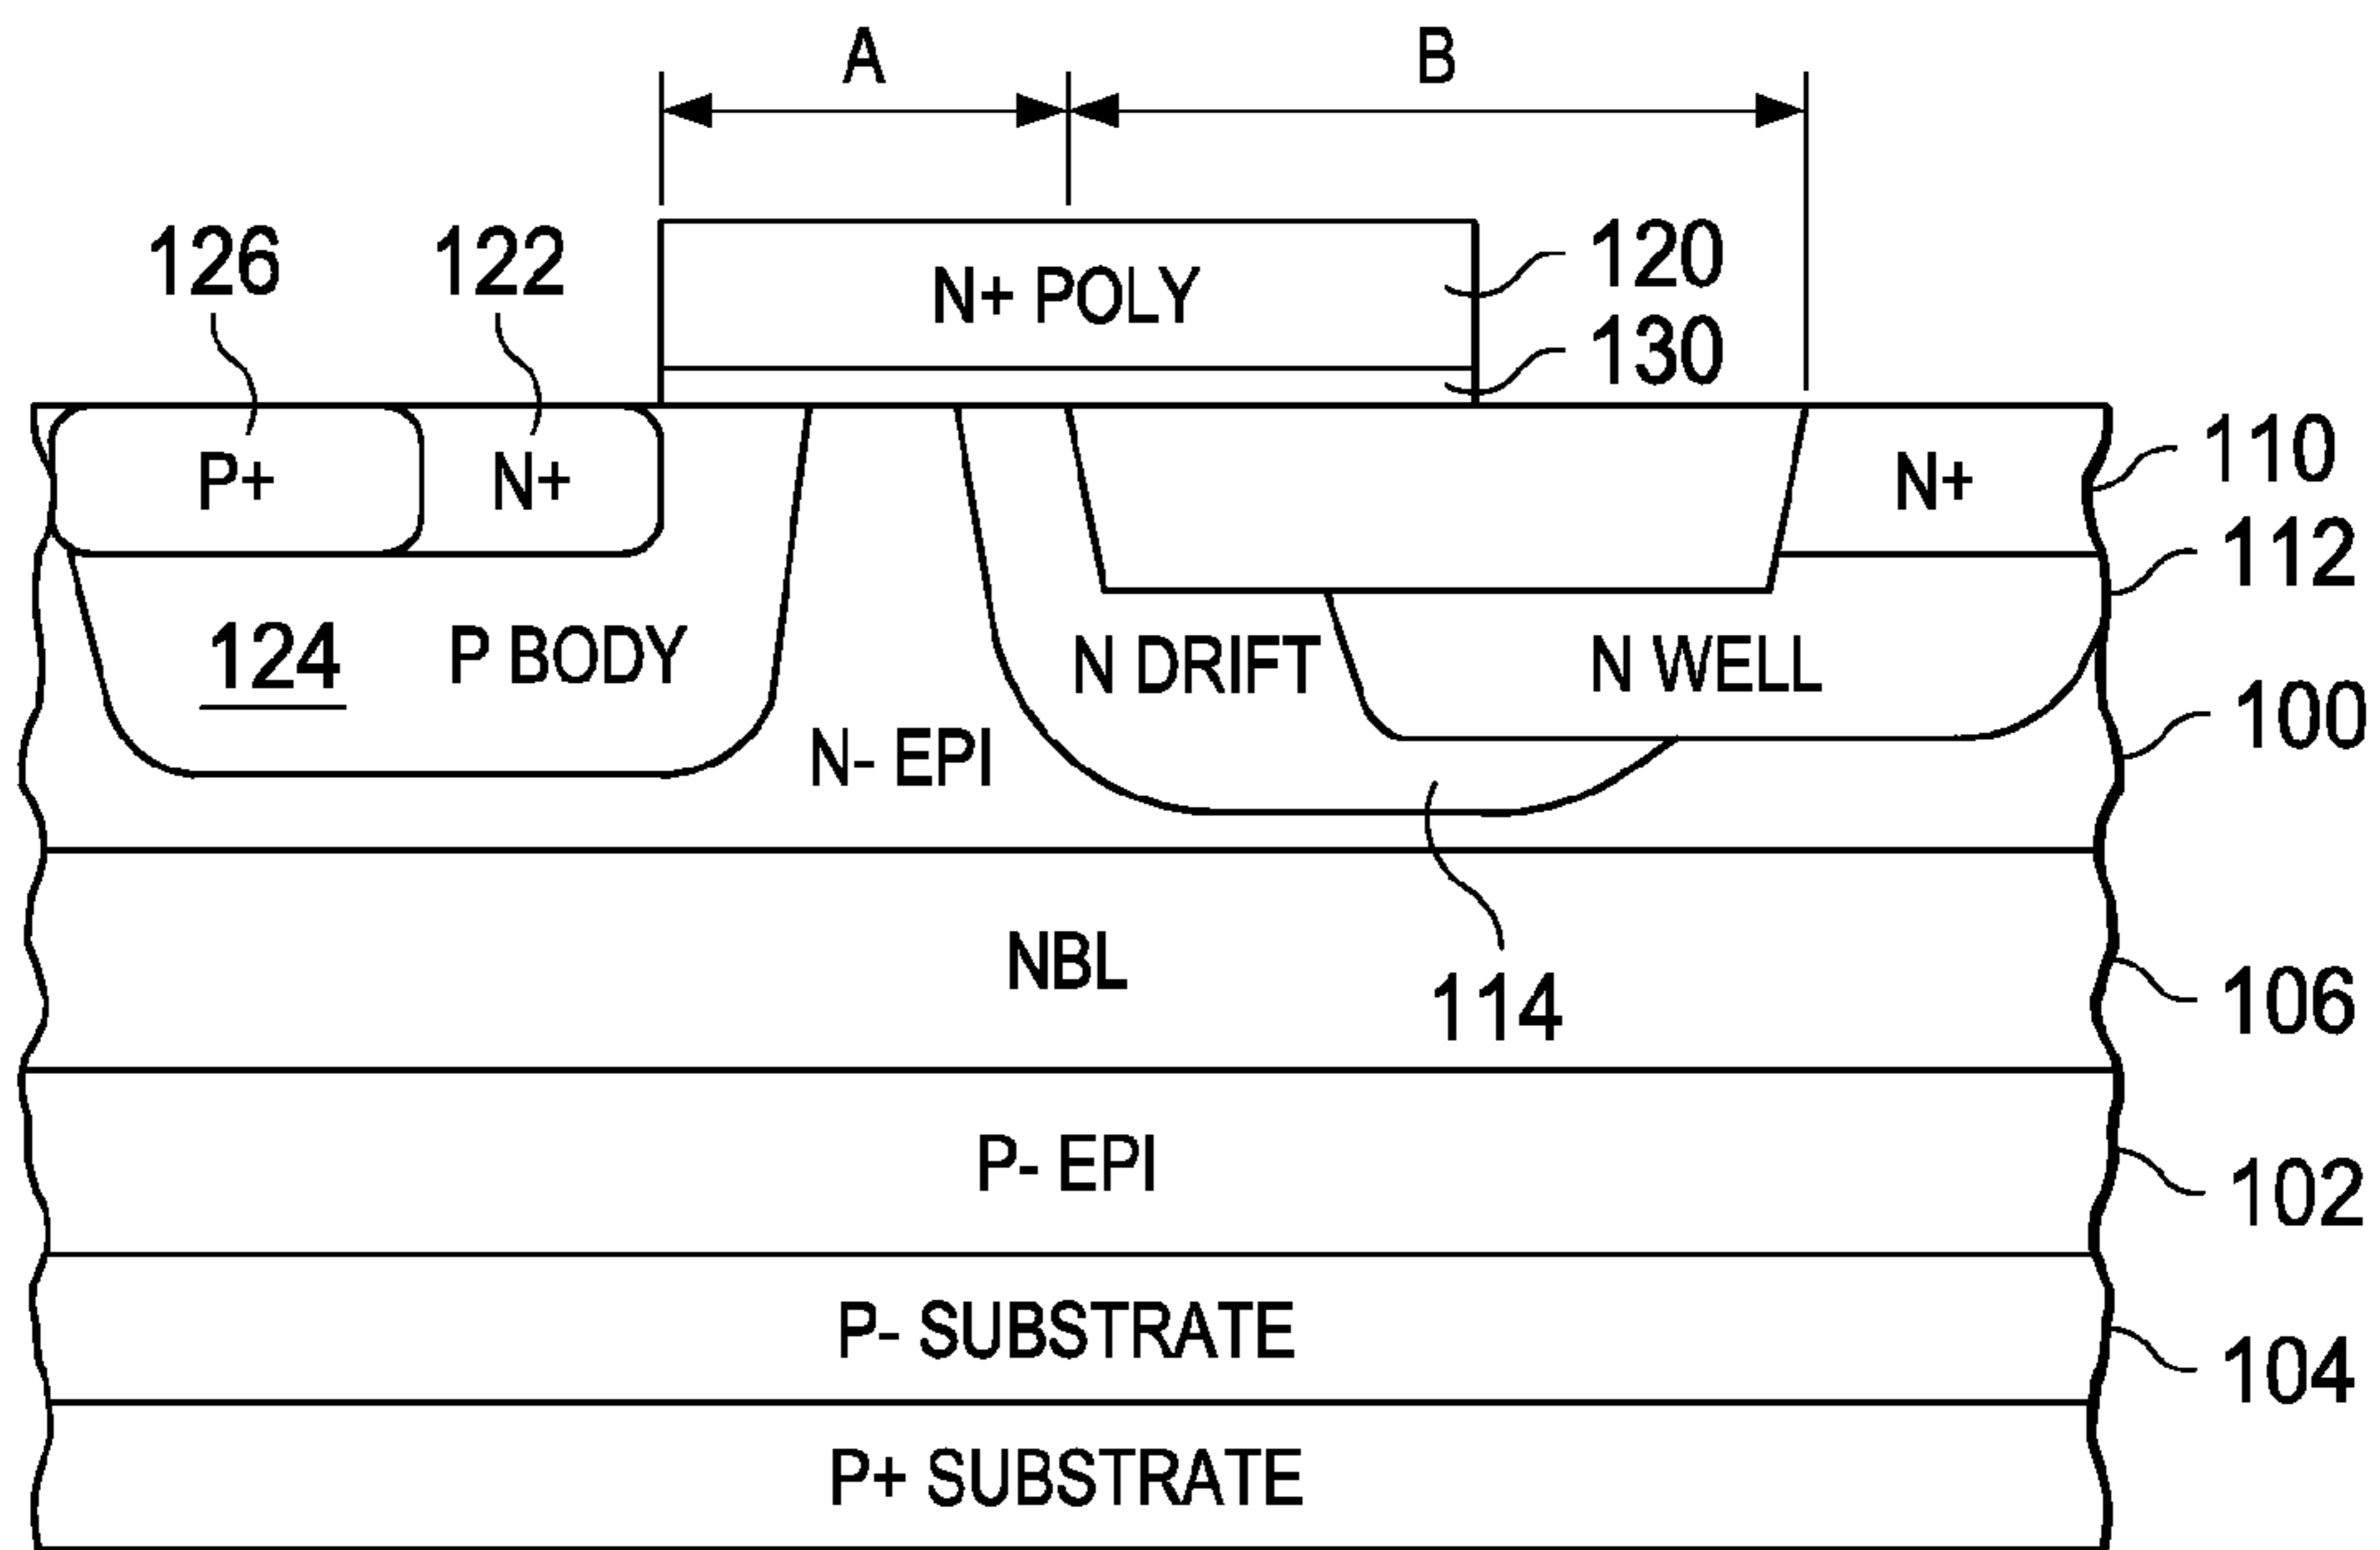 A
B
126
122
N+ POLY
120
130
P+
N+
N+
110
112
124
P BODY
N DRIFT
N WELL
100
N- EPI
NBL
114
106
P- EPI
102
P- SUBSTRATE
104
P+ SUBSTRATE